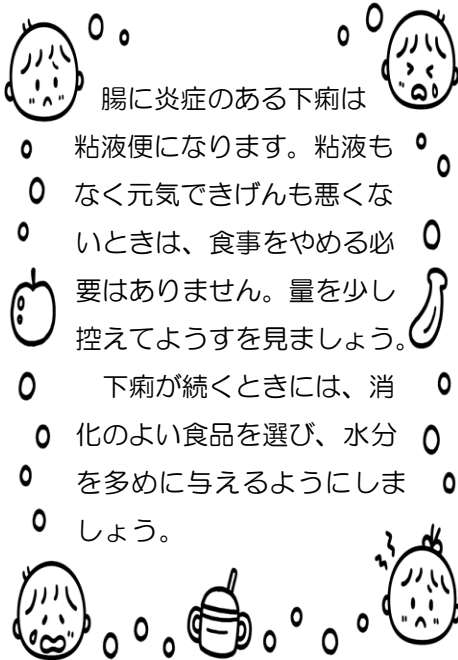 腸に炎症のある下痢は
粘液便になります。粘液も
なく元気できげんも悪くな
いときは、食事をやめる必
要はありません。量を少し
控えてようすを見ましょう。
下痢が続くときには、消
化のよい食品を選び、水分
を多めに与えるようにしま
しょう。